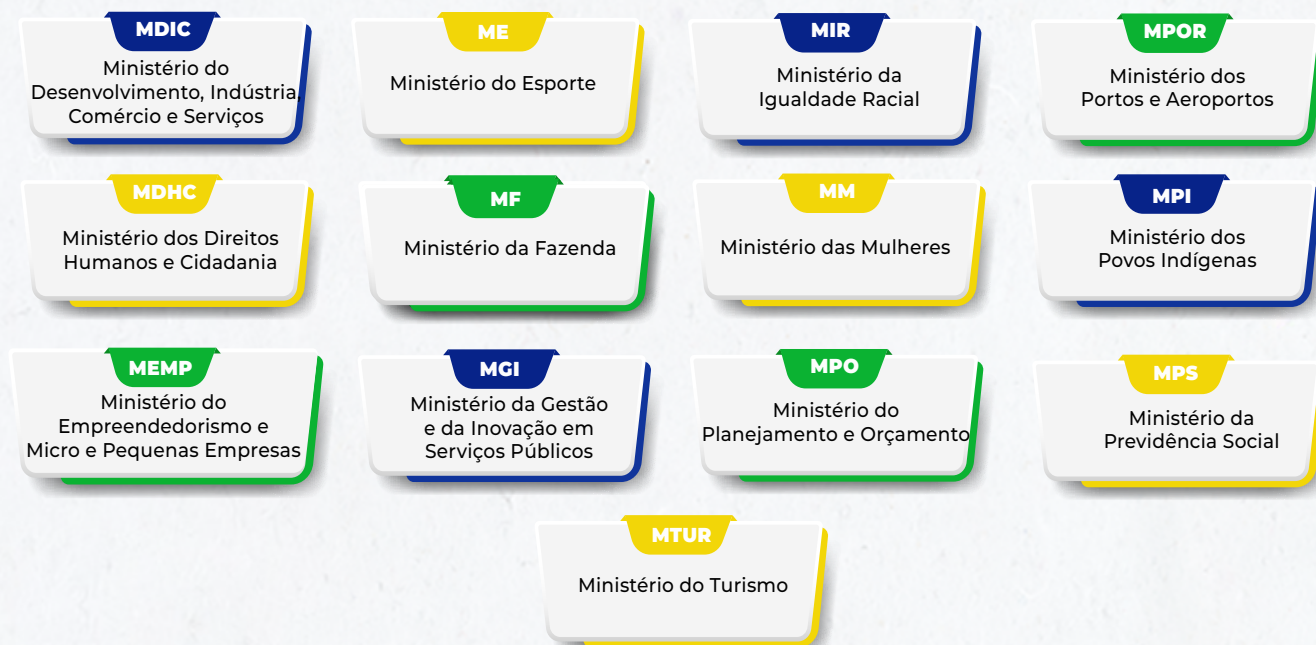 MDIC
Ministério do
Desenvolvimento, Indústria,
Comércio e Serviços
ME
Ministério do Esporte
MIR
Ministério da
Igualdade Racial
MPOR
Ministério dos
Portos e Aeroportos
MDHC
Ministério dos Direitos
Humanos e Cidadania
MF
Ministério da Fazenda
MM
Ministério das Mulheres
MPI
Ministério dos
Povos Indígenas
MEMP
Ministério do
Empreendedorismo e
Micro e Pequenas Empresas
MGI
Ministério da Gestão
e da Inovação em
Serviços Públicos
MPO
Ministério do
Planejamento e Orçamento
MPS
Ministério da
Previdência Social
MTUR
Ministério do Turismo